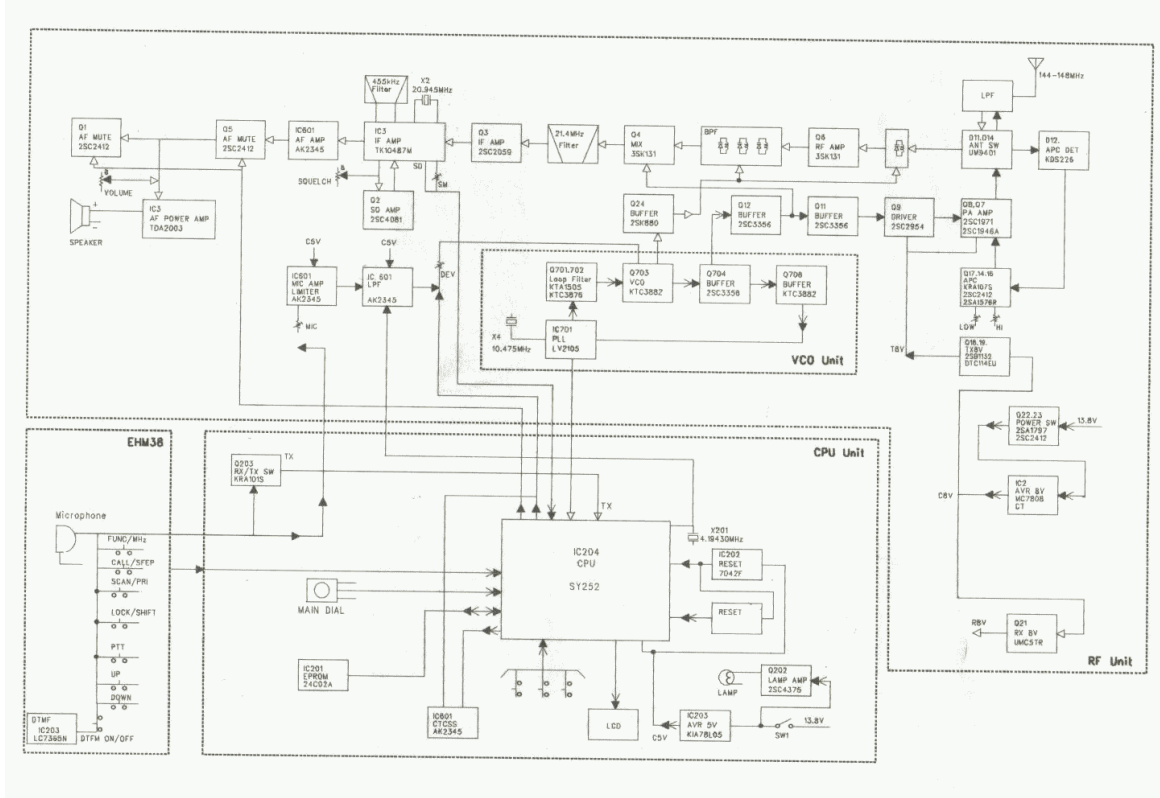 455kHz
Filter
X2
20.945MHz
144-148MHz
LPF
Q1
AF MUTE
2SC2412
Q5
AF MUTE
2SC2412
IC601
AF AMP
AK2345
IC3
IF AMP
TK10487M
Q3
IF AMP
2SC2059
21.4MHz
Filter
Q4
MIX
3SK131
BPF
Q6
RF AMP
3SK131
D11,D14
ANT SW
UM9401
D12,
APC DET
KDS226
B
VOLUME
B
SQUELCH
SD
SM
IC3
AF POWER AMP
TDA2003
SPEAKER
Q2
SQ AMP
2SC4081
Q24
BUFFER
2SK880
Q12
BUFFER
2SC3356
Q11
BUFFER
2SC3356
Q9
DRIVER
2SC2954
Q8,Q7
PA AMP
2SC1971
2SC1946A
C5V
C5V
IC601
MIC AMP
LIMITER
AK2345
IC 601
LPF
AK2345
DEV
MIC
Q701,702
Loop Filter
KTA1505
KTC3876
Q703
VCO
KTC3882
Q704
BUFFER
2SC3356
Q708
BUFFER
KTC3882
Q17,14,16
APC
KRA107S
2SC2412
2SA1576R
LOW
HI
X4
10.475MHz
IC701
PLL
LV2105
VCO Unit
T8V
Q18,19,
TX8V
2SB1132
DTC114EU
Q22,23
POWER SW
2SA1797
2SC2412
13.8V
C8V
IC2
AVR 8V
MC7808
CT
R8V
Q21
RX 8V
UMC5TR
RF Unit
EHM38
Microphone
FUNC/MHz
CALL/STEP
SCAN/PRI
LOCK/SHIFT
PTT
UP
DOWN
DTMF
IC203
LC7365N
DTFM ON/OFF
CPU Unit
Q203
RX/TX SW
KRA101S
TX
TX
X201
4.19430MHz
MAIN DIAL
IC204
CPU
SY252
IC202
RESET
7042F
RESET
IC201
EPROM
24C02A
IC601
CTCSS
AK2345
LCD
LAMP
Q202
LAMP AMP
2SC4375
C5V
IC203
AVR 5V
KIA78L05
SW1
13.8V